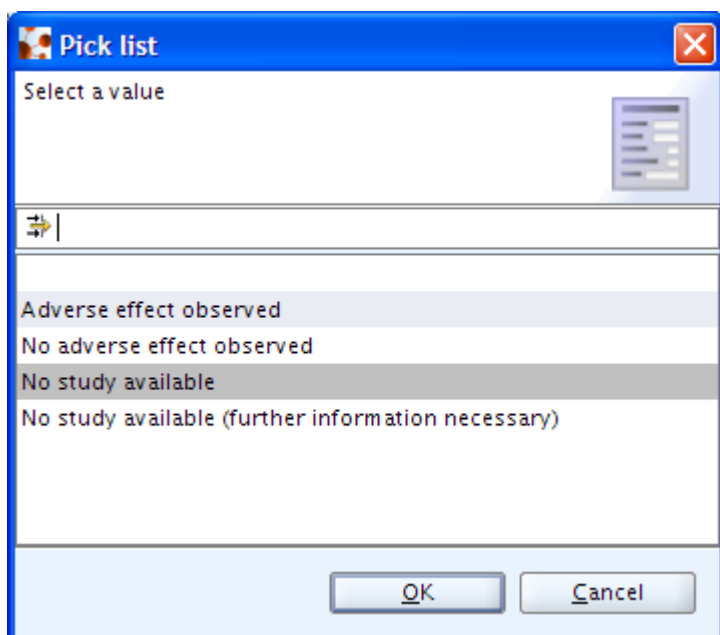 Pick list
Select a value
Adverse effect observed
No adverse effect observed
No study available
No study available (further information necessary)
OK
Cancel